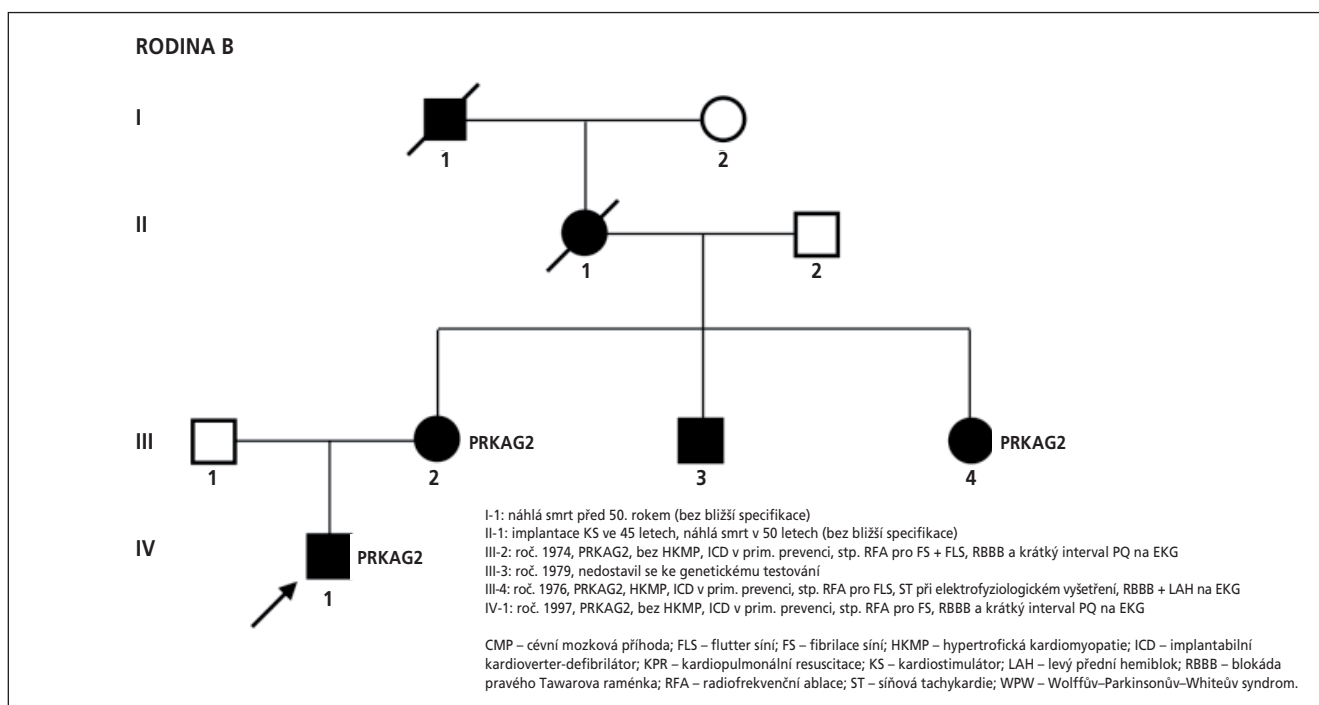 RODINA B
I
1
2
II
1
2
III
1
2
PRKAG2
3
4
PRKAG2
IV
1
PRKAG2
I-1: náhlá smrt před 50. rokem (bez bližší specifikace)
II-1: implantace KS ve 45 letech, náhlá smrt v 50 letech (bez bližší specifikace)
III-2: roč. 1974, PRKAG2, bez HKMP, ICD v prim. prevenci, stp. RFA pro FS + FLS, RBBB a krátký interval PQ na EKG
III-3: roč. 1979, nedostavil se ke genetickému testování
III-4: roč. 1976, PRKAG2, HKMP, ICD v prim. prevenci, stp. RFA pro FLS, ST při elektrofyziologickém vyšetření, RBBB + LAH na EKG
IV-1: roč. 1997, PRKAG2, bez HKMP, ICD v prim. prevenci, stp. RFA pro FS, RBBB a krátký interval PQ na EKG
CMP – cévní mozková příhoda; FLS – flutter síní; FS – fibrilace síní; HKMP – hypertrofická kardiomyopatie; ICD – implantabilní
kardioverter-defibrilátor; KPR – kardiopulmonální resuscitace; KS – kardiostimulátor; LAH – levý přední hemiblok; RBBB – blokáda
pravého Tawarova raménka; RFA – radiofrekvenční ablace; ST – síňová tachykardie; WPW – Wolffův–Parkinsonův–Whiteův syndrom.